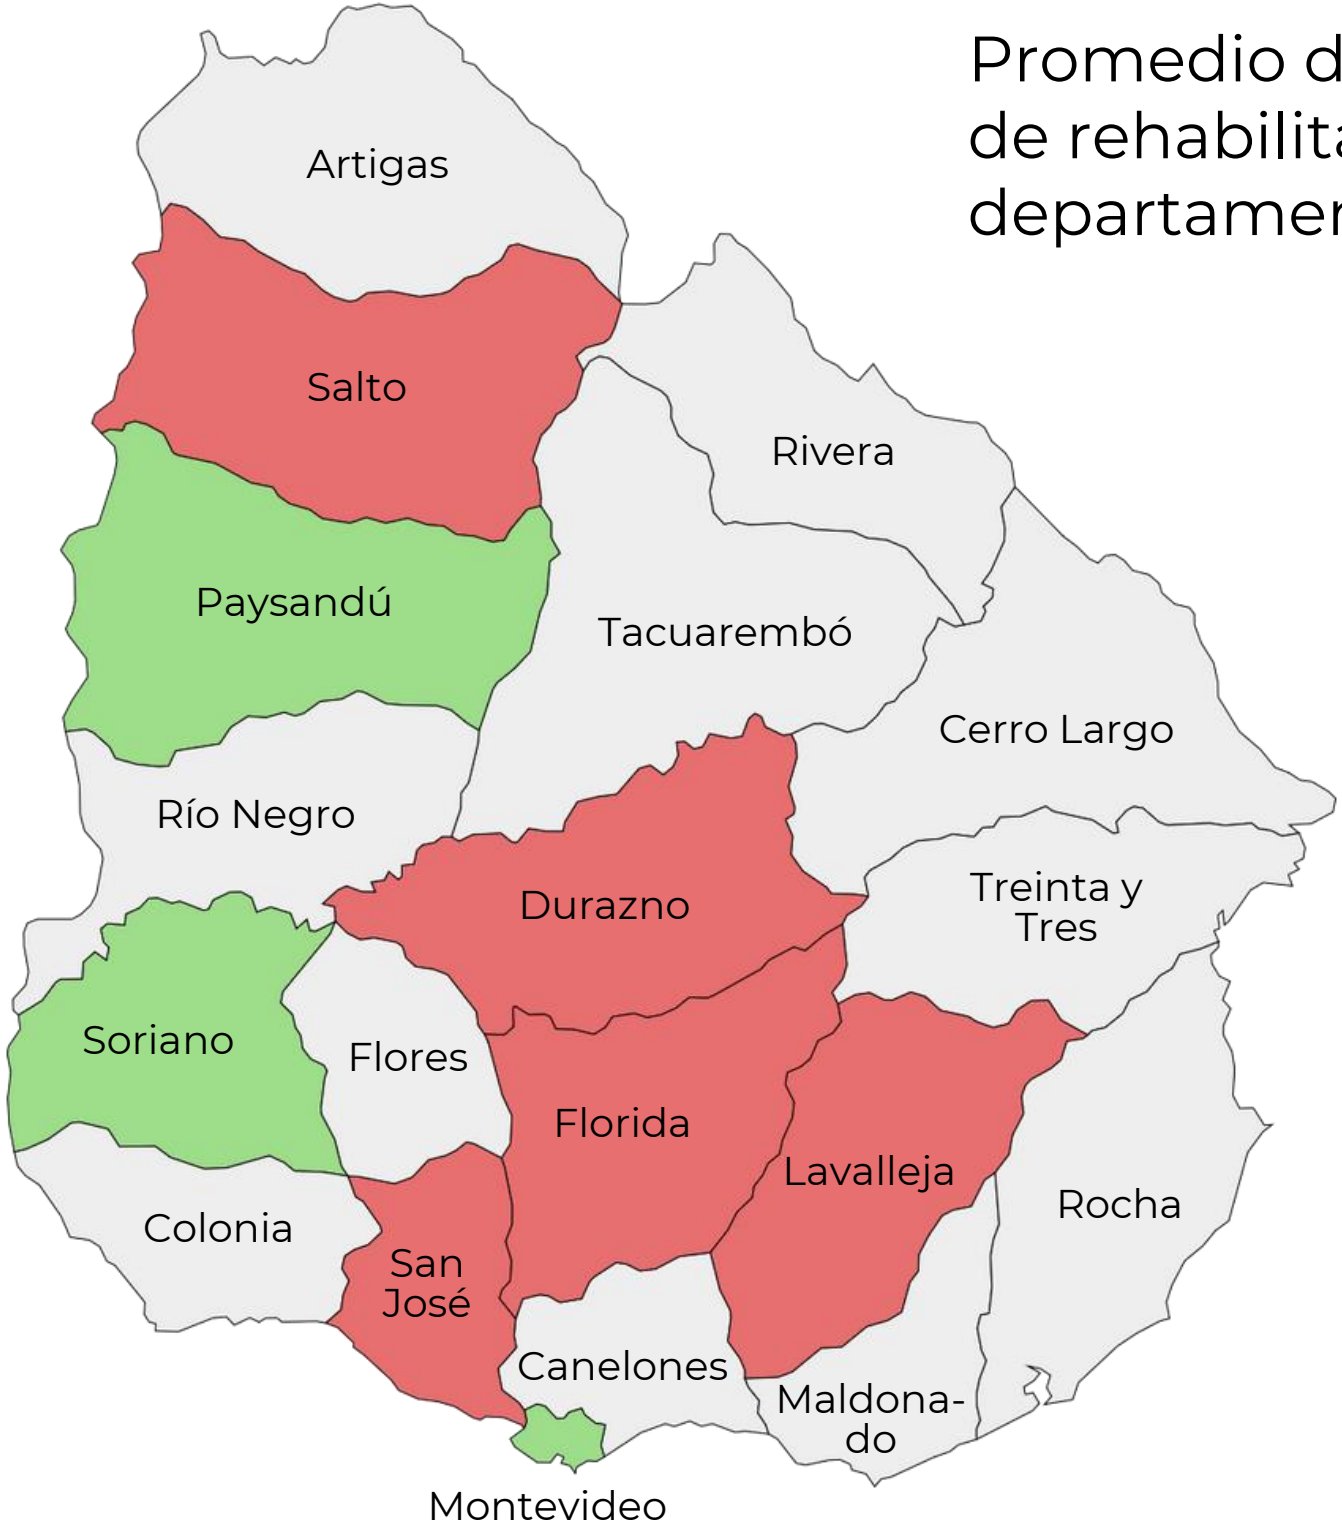 Promedio d
de rehabilita
departamen
Artigas
Salto
Rivera
Paysandú
Tacuarembó
Cerro Largo
Río Negro
Durazno
Treinta y
Tres
Soriano
Flores
Florida
Lavalleja
Rocha
Colonia
San
José
Canelones
Maldona-
do
Montevideo